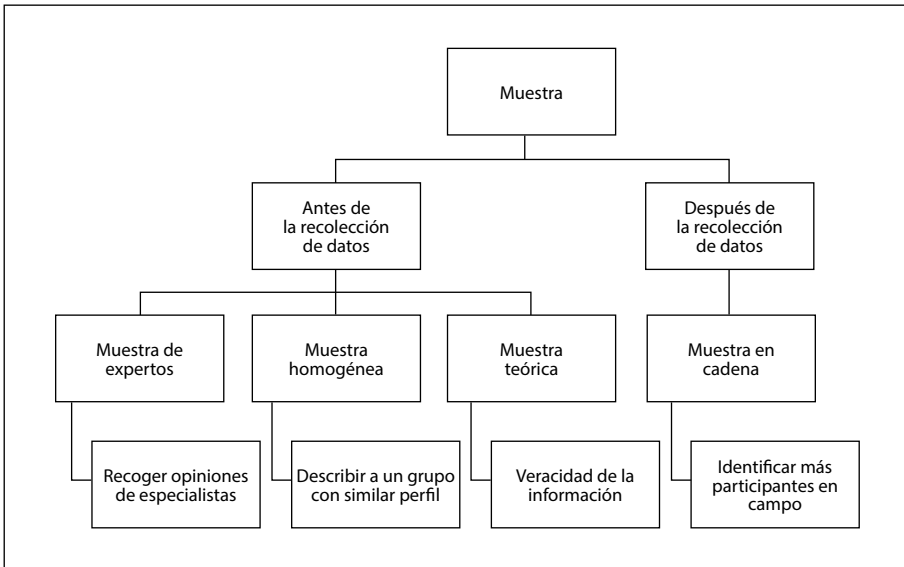 Muestra
Antes de
la recolección
de datos
Después de
la recolección
de datos
Muestra de
expertos
Muestra
homogénea
Muestra
teórica
Muestra en
cadena
Recoger opiniones
de especialistas
Describir a un grupo
con similar perfil
Veracidad de la
información
Identificar más
participantes en
campo